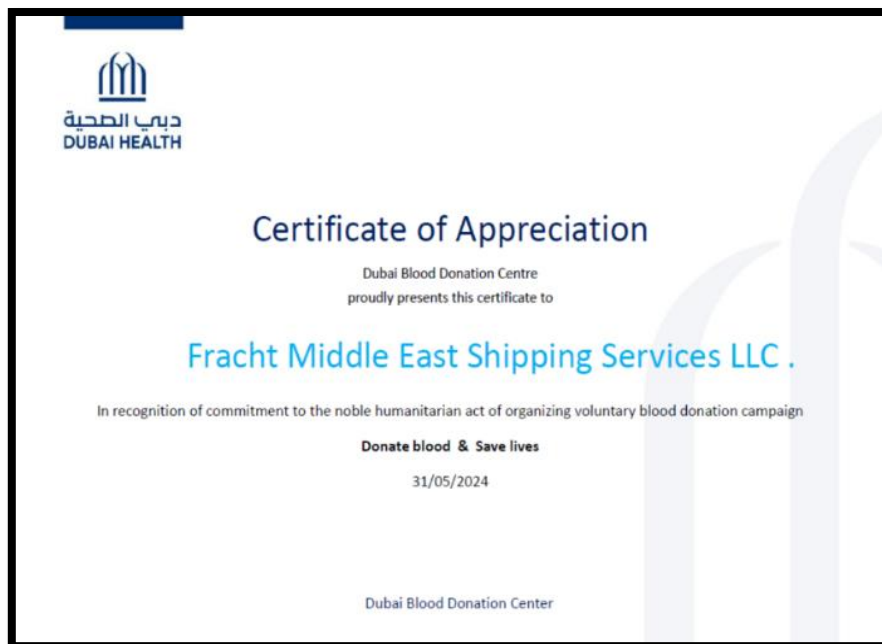 دبي الصحية
DUBAI HEALTH
Certificate of Appreciation
Dubai Blood Donation Centre
proudly presents this certificate to
Fracht Middle East Shipping Services LLC .
In recognition of commitment to the noble humanitarian act of organizing voluntary blood donation campaign
Donate blood & Save lives
31/05/2024
Dubai Blood Donation Center